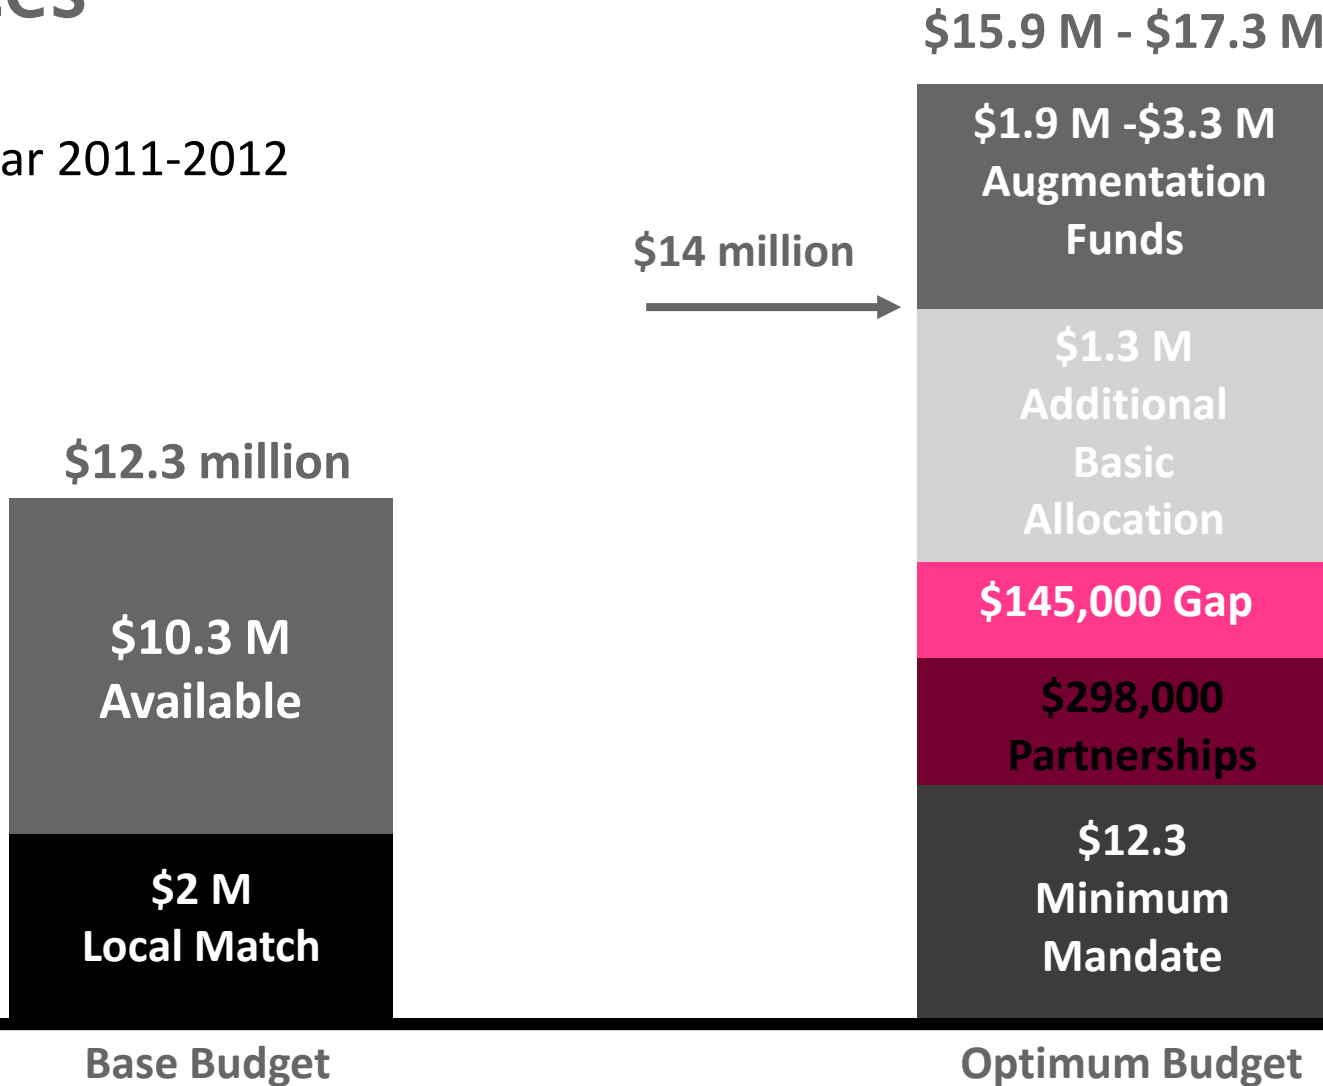 ar 2011-2012
$12.3 million
$10.3 M
Available
$2 M
Local Match
Base Budget
$14 million
$15.9 M - $17.3 M
$1.9 M -$3.3 M
Augmentation
Funds
$1.3 M
Additional
Basic
Allocation
$145,000 Gap
$298,000
Partnerships
$12.3
Minimum
Mandate
Optimum Budget